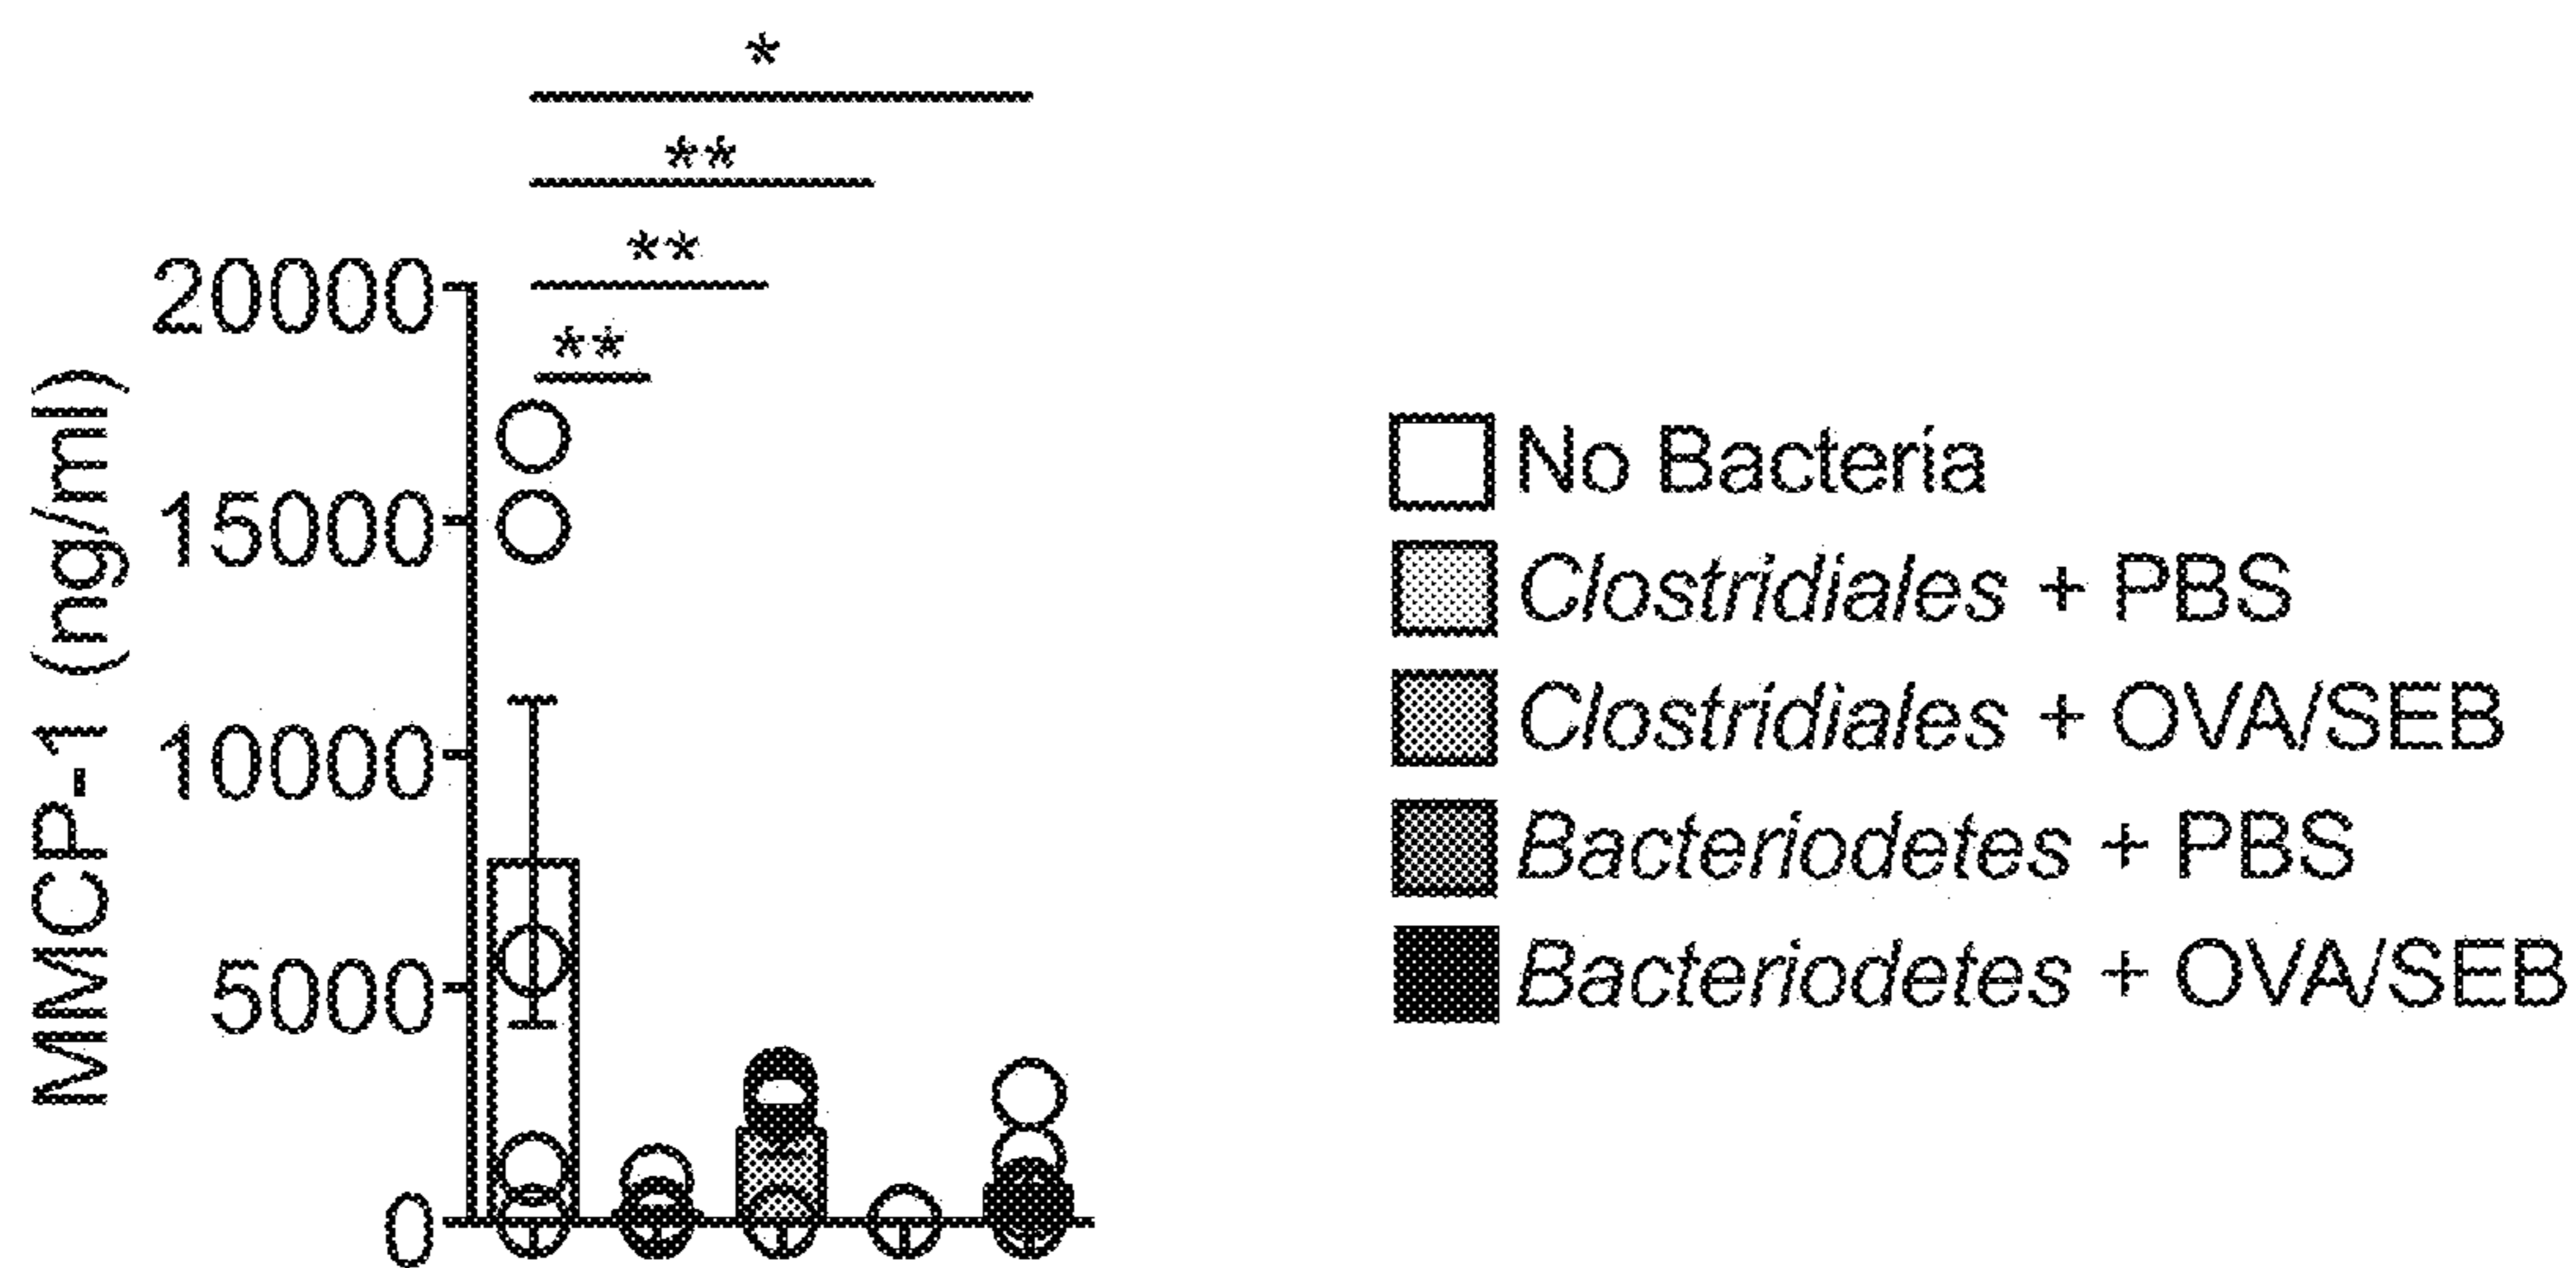 *
**
**
**
20000
15000
10000
5000
0
MMCP-1 (ng/ml)
No Bacteria
Clostridiales + PBS
Clostridiales + OVA/SEB
Bacteriodetes + PBS
Bacteriodetes + OVA/SEB